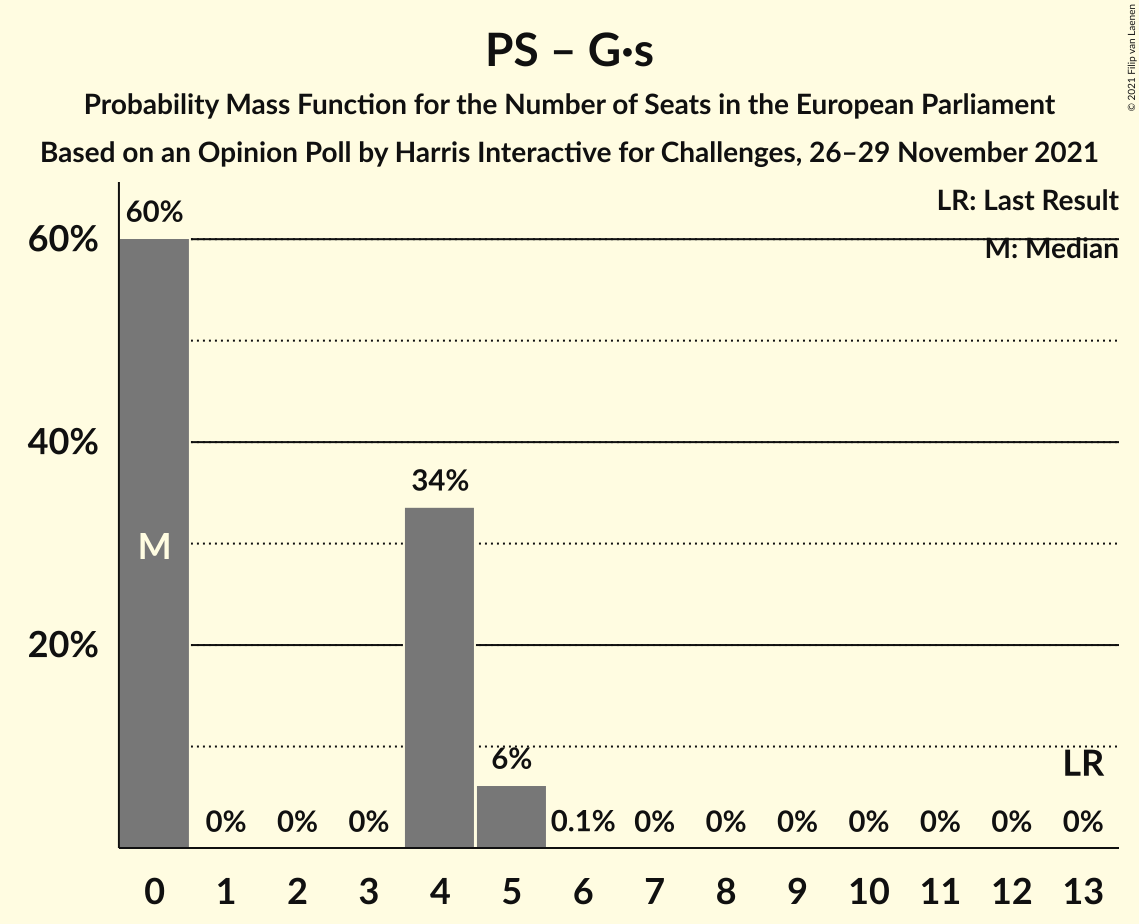 PS – G·s
Probability Mass Function for the Number of Seats in the European Parliament
Based on an Opinion Poll by Harris Interactive for Challenges, 26–29 November 2021
© 2021 Filip van Laenen
LR: Last Result
M: Median
60%
40%
20%
60%
0%
0%
0%
34%
6%
0.1%
0%
0%
0%
0%
0%
0%
0%
M
LR
0 1 2 3 4 5 6 7 8 9 10 11 12 13